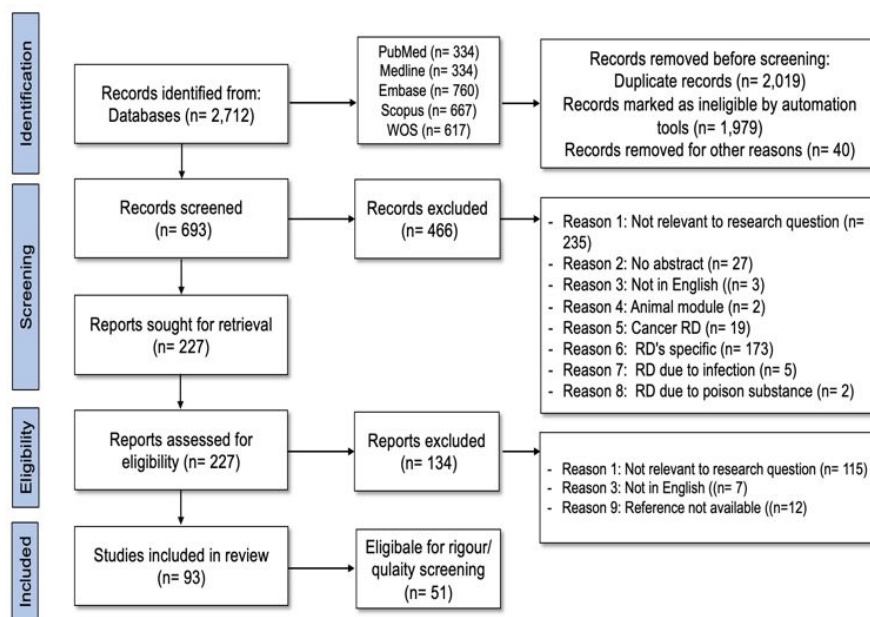 Identification
Records identified from:
Databases (n= 2,712)
PubMed (n= 334)
Medline (n= 334)
Embase (n= 760)
Scopus (n= 667)
WOS (n= 617)
Records removed before screening:
Duplicate records (n= 2,019)
Records marked as ineligible by automation
tools (n= 1,979)
Records removed for other reasons (n= 40)
Screening
Records screened
(n= 693)
Records excluded
(n= 466)
- Reason 1: Not relevant to research question (n=
235)
- Reason 2: No abstract (n= 27)
- Reason 3: Not in English ((n= 3)
- Reason 4: Animal module (n= 2)
- Reason 5: Cancer RD (n= 19)
- Reason 6: RD's specific (n= 173)
- Reason 7: RD due to infection (n= 5)
- Reason 8: RD due to poison substance (n= 2)
Reports sought for retrieval
(n= 227)
Eligibility
Reports assessed for
eligibility (n= 227)
Reports excluded
(n= 134)
- Reason 1: Not relevant to research question (n= 115)
- Reason 3: Not in English ((n= 7)
- Reason 9: Reference not available ((n=12)
Included
Studies included in review
(n= 93)
Eligibale for rigour/
qulaity screening
(n= 51)